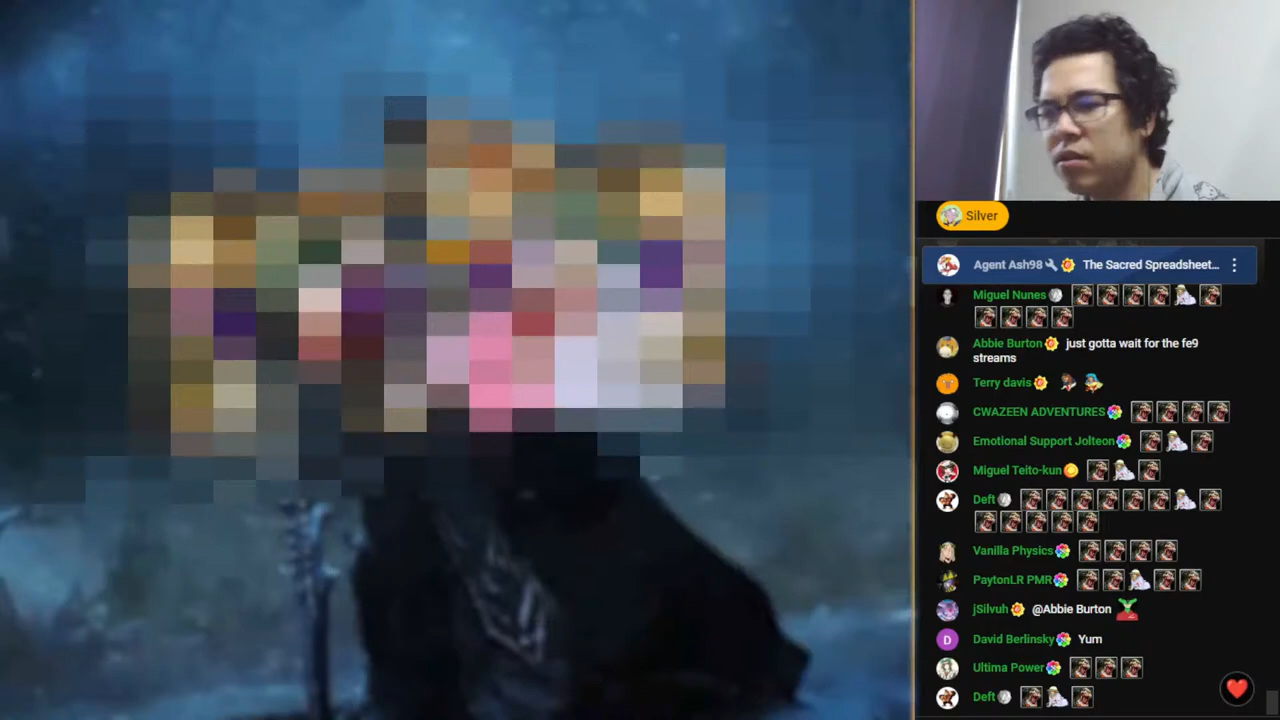 Silver
Agent Ash98 The Sacred Spreadsheet...
Miguel Nunes
Abbie Burton just gotta wait for the fe9
streams
Terry davis
CWAZEEN ADVENTURES
Emotional Support Jolteon
Miguel Teito-kun
Deft
Vanilla Physics
PaytonLR PMR
jSilvuh @Abbie Burton
D David Berlinsky Yum
Ultima Power
Deft